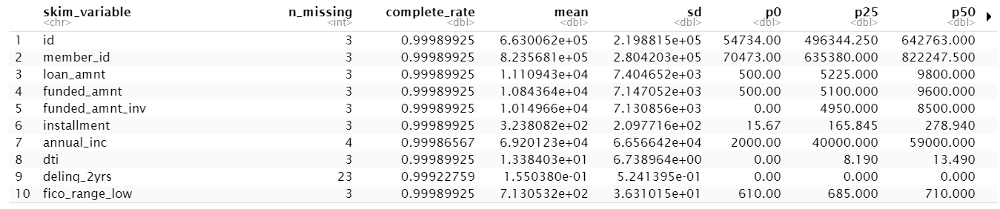 skim_variable n_missing complete_rate mean sd p0 p25 p50
<chr> <int> <dbl> <dbl> <dbl> <dbl> <dbl> <dbl>
1 id 3 0.99989925 6.630062e+05 2.198815e+05 54734.00 496344.250 642763.000
2 member_id 3 0.99989925 8.235681e+05 2.804203e+05 70473.00 635380.000 822247.500
3 loan_amnt 3 0.99989925 1.110943e+04 7.404652e+03 500.00 5225.000 9800.000
4 funded_amnt 3 0.99989925 1.084364e+04 7.147052e+03 500.00 5100.000 9600.000
5 funded_amnt_inv 3 0.99989925 1.014966e+04 7.130856e+03 0.00 4950.000 8500.000
6 installment 3 0.99989925 3.238082e+02 2.097716e+02 15.67 165.845 278.940
7 annual_inc 4 0.99986567 6.920123e+04 6.656642e+04 2000.00 40000.000 59000.000
8 dti 3 0.99989925 1.338403e+01 6.738964e+00 0.00 8.190 13.490
9 delinq_2yrs 23 0.99922759 1.550380e-01 5.241395e-01 0.00 0.000 0.000
10 fico_range_low 3 0.99989925 7.130532e+02 3.631015e+01 610.00 685.000 710.000